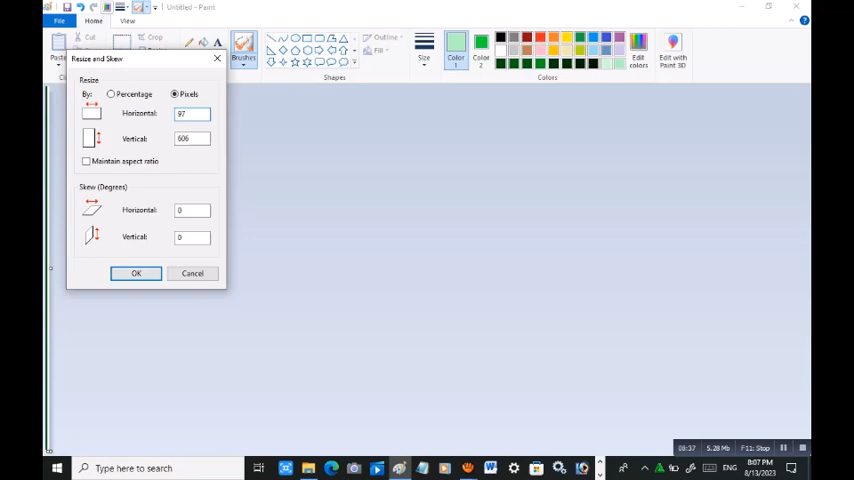 Untitled - Paint
File
Home
View
Cut
Crop
Paste
Brushes
Outline
Fill
Shapes
Size
Color
1
Color
2
Edit
colors
Edit with
Paint 3D
Colors
Resize and Skew
Resize
By:
Percentage
Pixels
Horizontal:
97
Vertical:
606
Maintain aspect ratio
Skew (Degrees)
Horizontal:
0
Vertical:
0
OK
Cancel
08:37
5.28 Mb
F11: Stop
Type here to search
ENG
8:07 PM
8/13/2023